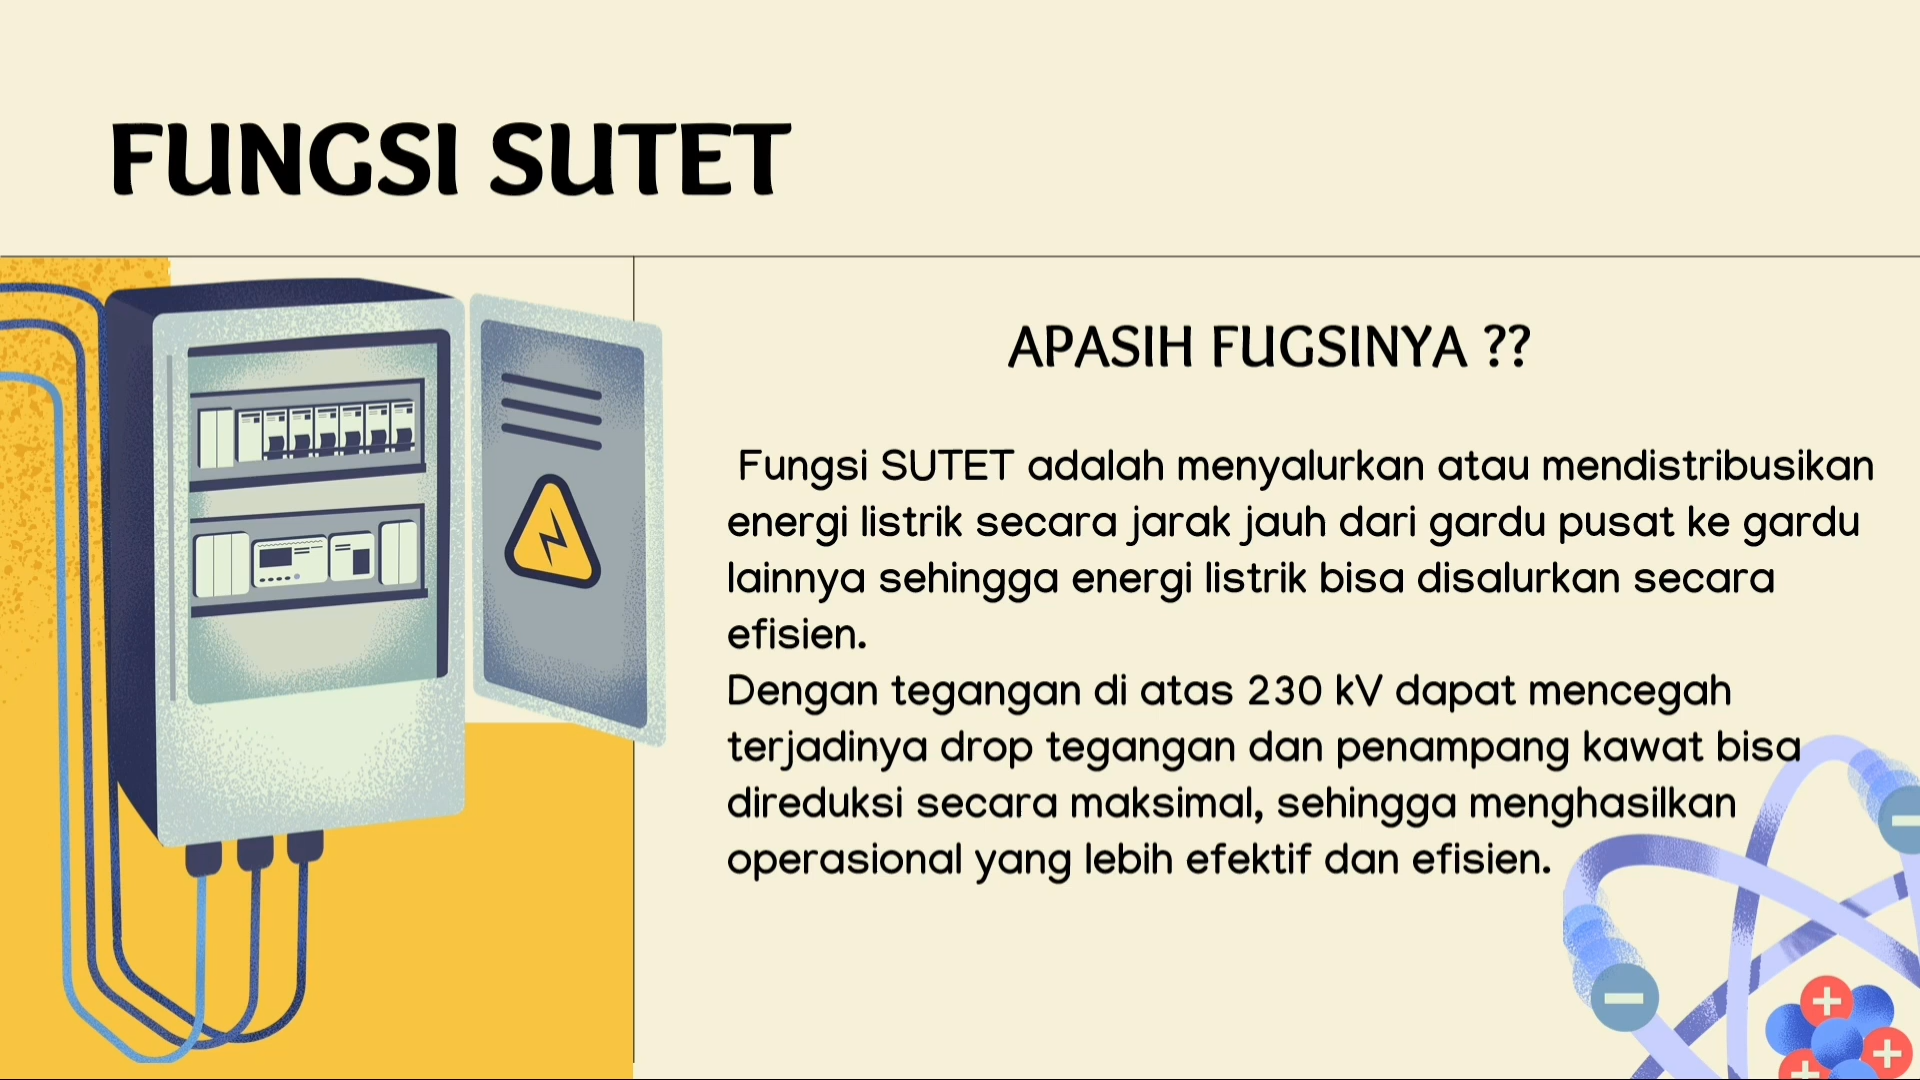 FUNGSI SUTET
APASIH FUGSINYA ??
Fungsi SUTET adalah menyalurkan atau mendistribusikan
energi listrik secara jarak jauh dari gardu pusat ke gardu
lainnya sehingga energi listrik bisa disalurkan secara
efisien.
Dengan tegangan di atas 230 kV dapat mencegah
terjadinya drop tegangan dan penampang kawat bisa
direduksi secara maksimal, sehingga menghasilkan
operasional yang lebih efektif dan efisien.